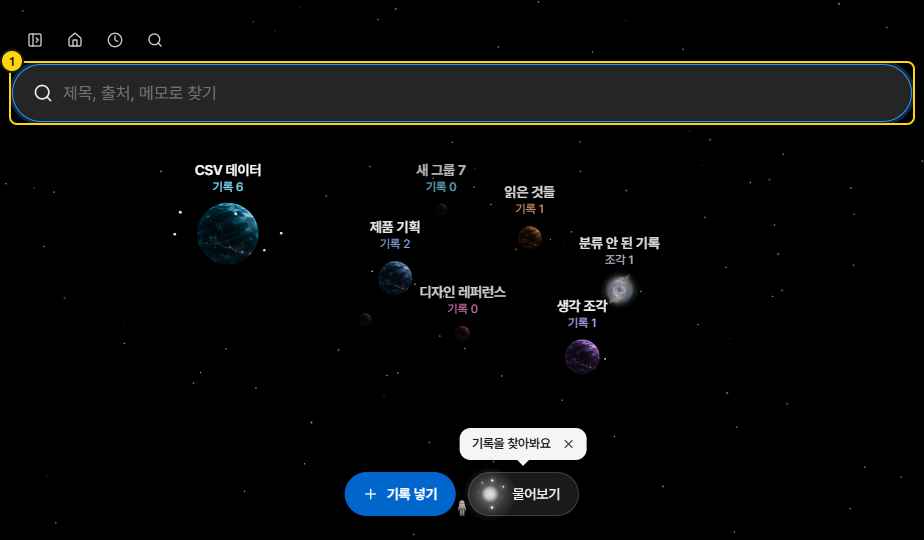 1
제목, 출처, 메모로 찾기
CSV 데이터
기록 6
새 그룹 7
기록 0
읽은 것들
기록 1
제품 기획
기록 2
분류 안 된 기록
조각 1
디자인 레퍼런스
기록 0
생각 조각
기록 1
기록을 찾아봐요
기록 넣기
물어보기